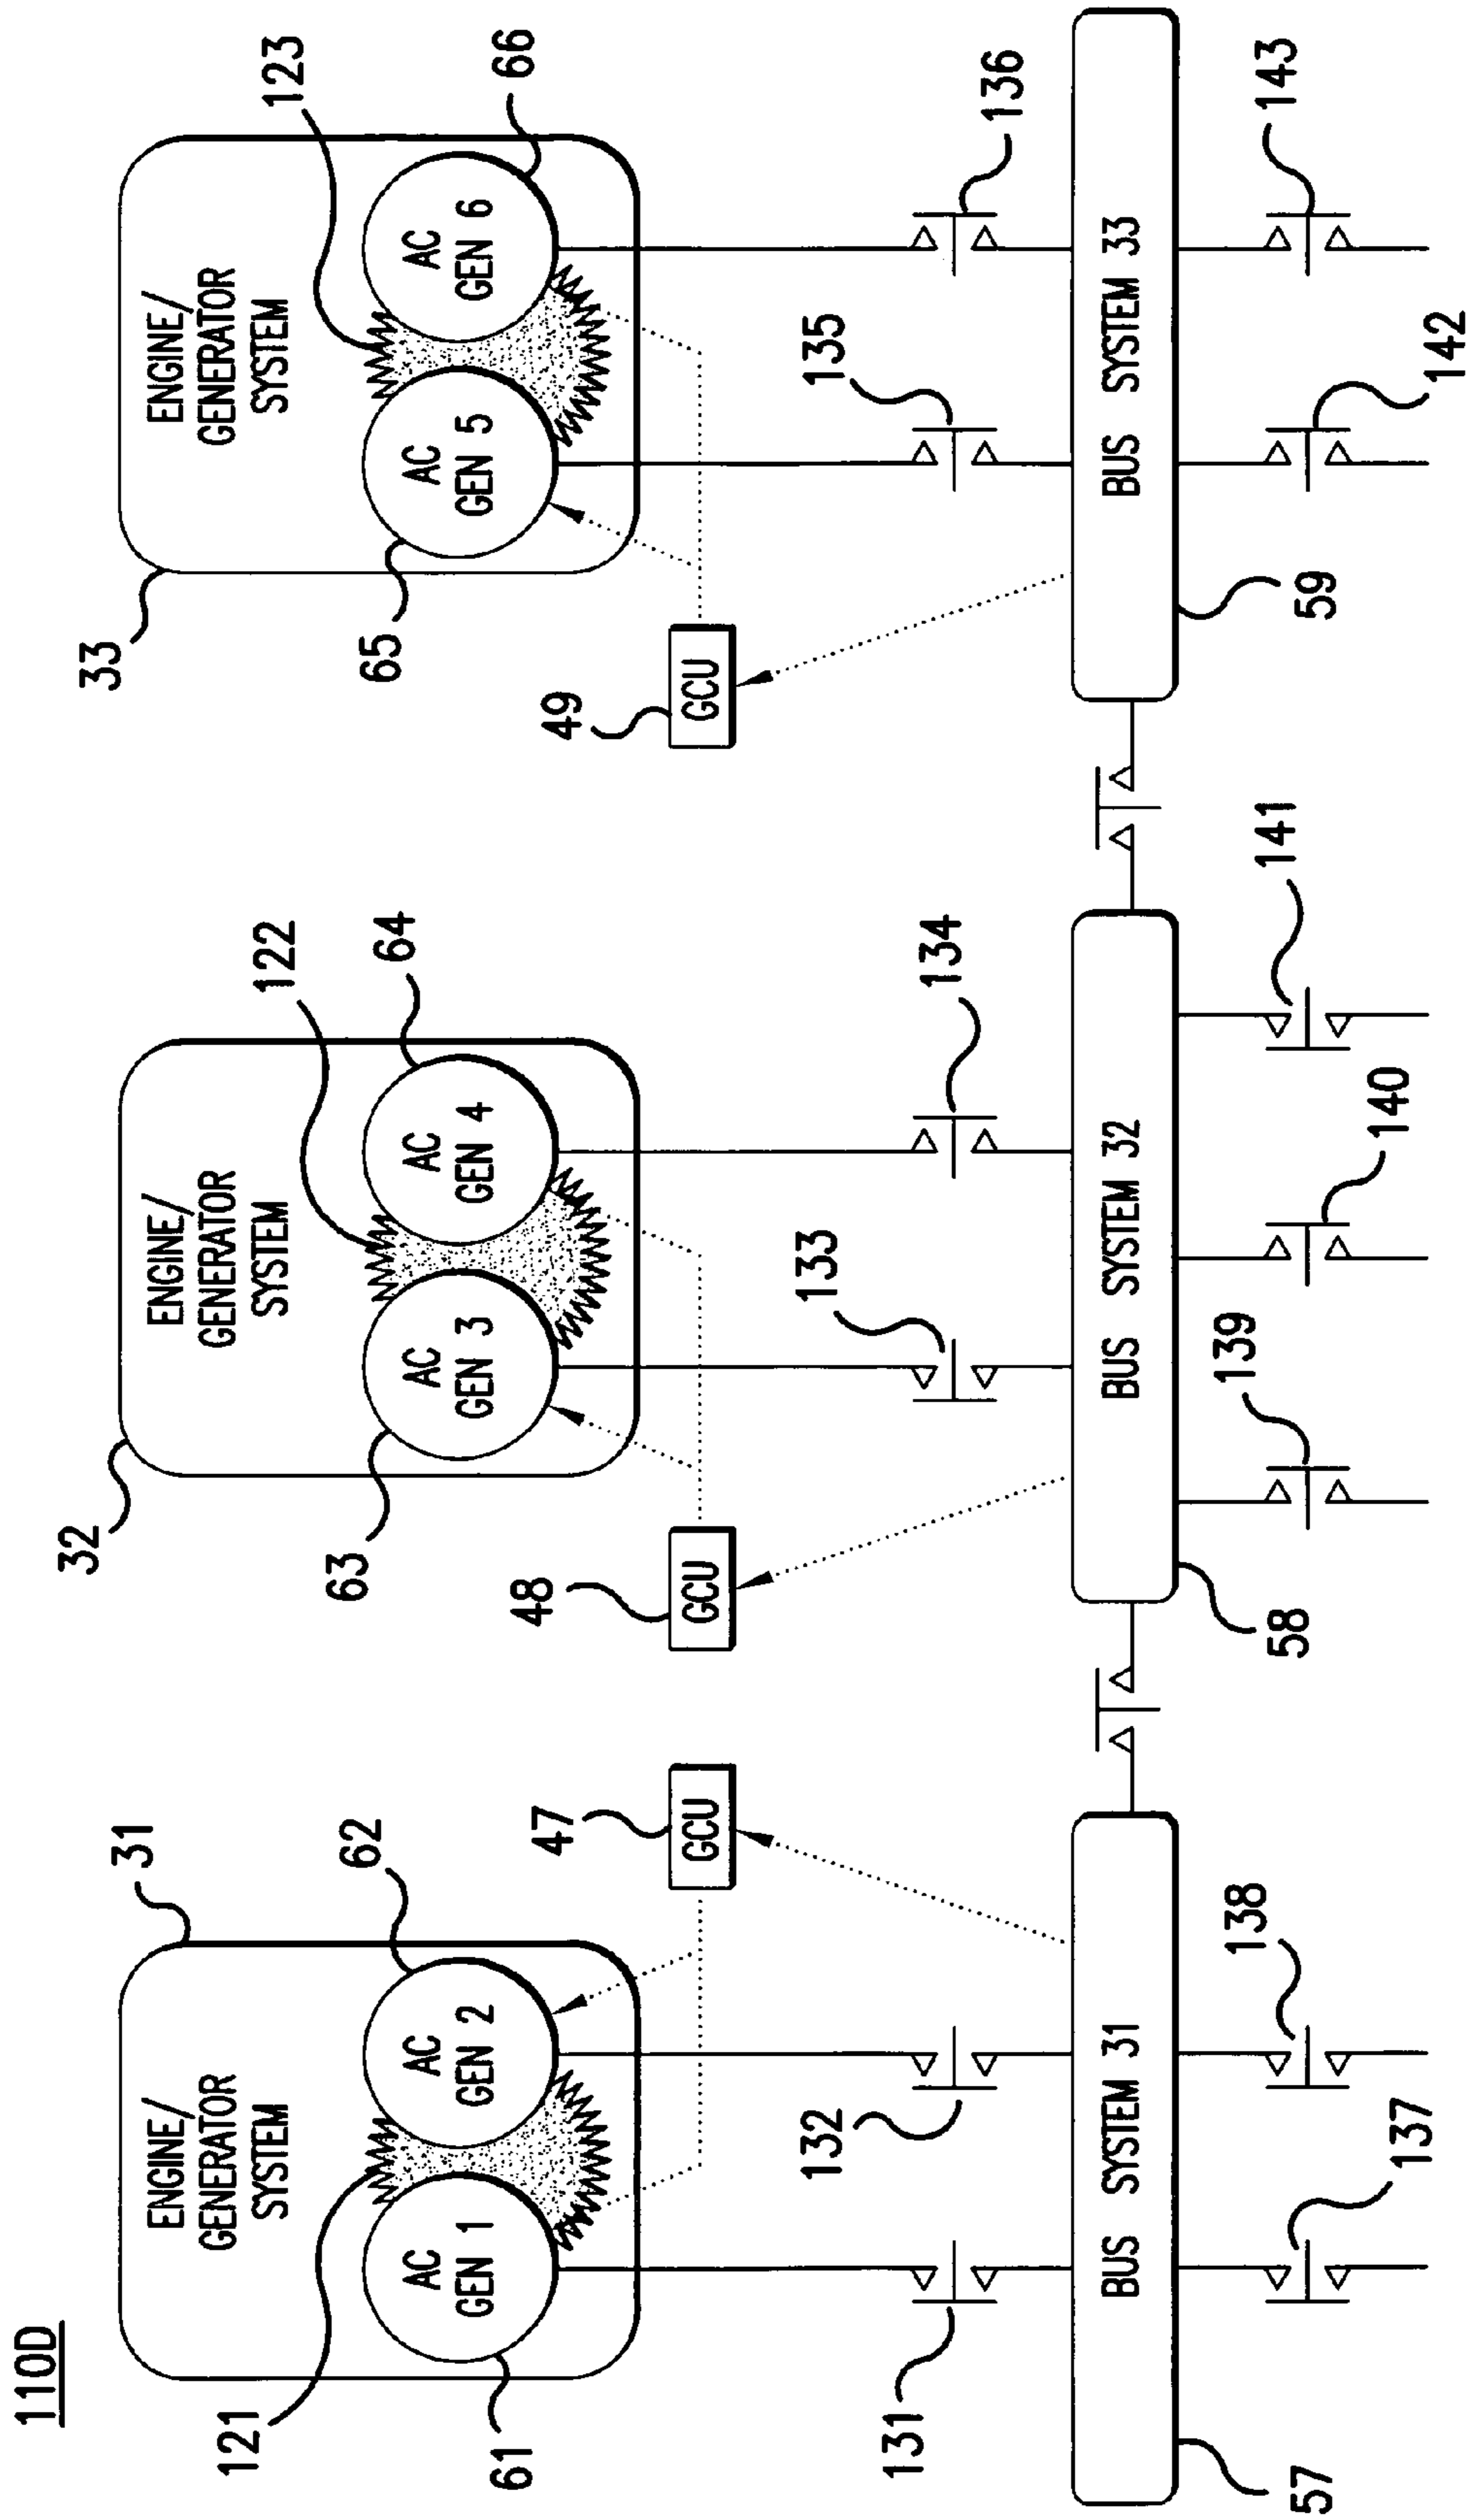 110D
31
ENGINE/
GENERATOR
SYSTEM
121
AC
GEN 1
61
AC
GEN 2
62
47
GCU
131
132
BUS SYSTEM 31
57
137
138
32
ENGINE/
GENERATOR
SYSTEM
122
AC
GEN 3
63
AC
GEN 4
64
48
GCU
133
134
BUS SYSTEM 32
58
139
140
141
33
ENGINE/
GENERATOR
SYSTEM
123
AC
GEN 5
65
AC
GEN 6
66
49
GCU
135
136
BUS SYSTEM 33
59
142
143